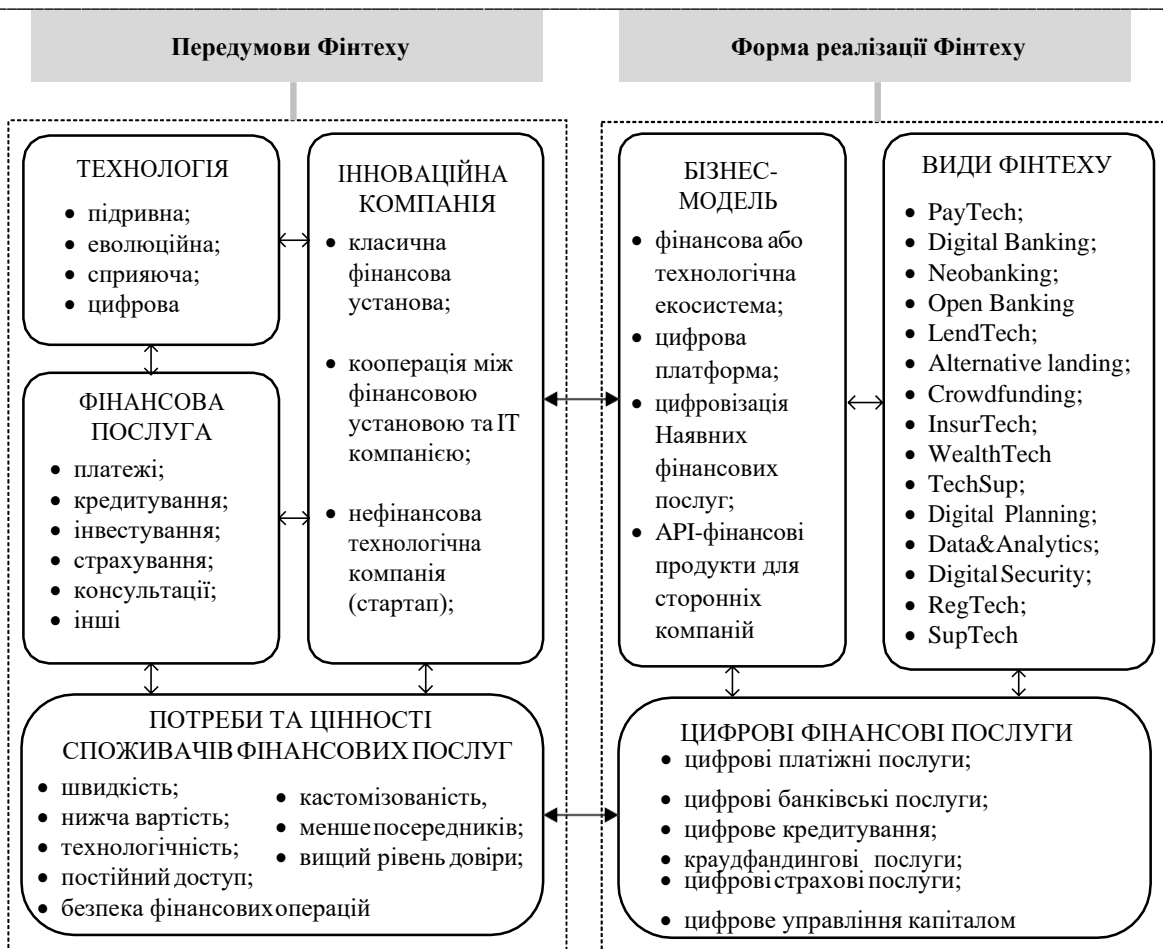 Передумови Фінтеху
Форма реалізації Фінтеху
ТЕХНОЛОГІЯ
• підривна;
• еволюційна;
• сприяюча;
• цифрова
ФІНАНСОВА
ПОСЛУГА
• платежі;
• кредитування;
• інвестування;
• страхування;
• консультації;
• інші
ІННОВАЦІЙНА
КОМПАНІЯ
• класична
фінансова
установа;
• кооперація між
фінансовою
установою та ІТ
компанією;
• нефінансова
технологічна
компанія
(стартап);
ПОТРЕБИ ТА ЦІННОСТІ
СПОЖИВАЧІВ ФІНАНСОВИХ ПОСЛУГ
• швидкість;
• нижча вартість;
• технологічність;
• постійний доступ;
• безпека фінансових операцій
• кастомізованість,
• менше посередників;
• вищий рівень довіри;
БІЗНЕС-
МОДЕЛЬ
• фінансова або
технологічна
екосистема;
• цифрова
платформа;
• цифровізація
Наявних
фінансових
послуг;
• API-фінансові
продукти для
сторонніх
компаній
ВИДИ ФІНТЕХУ
• PayTech;
• Digital Banking;
• Neobanking;
• Open Banking
• LendTech;
• Alternative landing;
• Crowdfunding;
• InsurTech;
• WealthTech
• TechSup;
• Digital Planning;
• Data&Analytics;
• Digital Security;
• RegTech;
• SupTech
ЦИФРОВІ ФІНАНСОВІ ПОСЛУГИ
• цифрові платіжні послуги;
• цифрові банківські послуги;
• цифрове кредитування;
• краудфандингові послуги;
• цифрові страхові послуги;
• цифрове управління капіталом